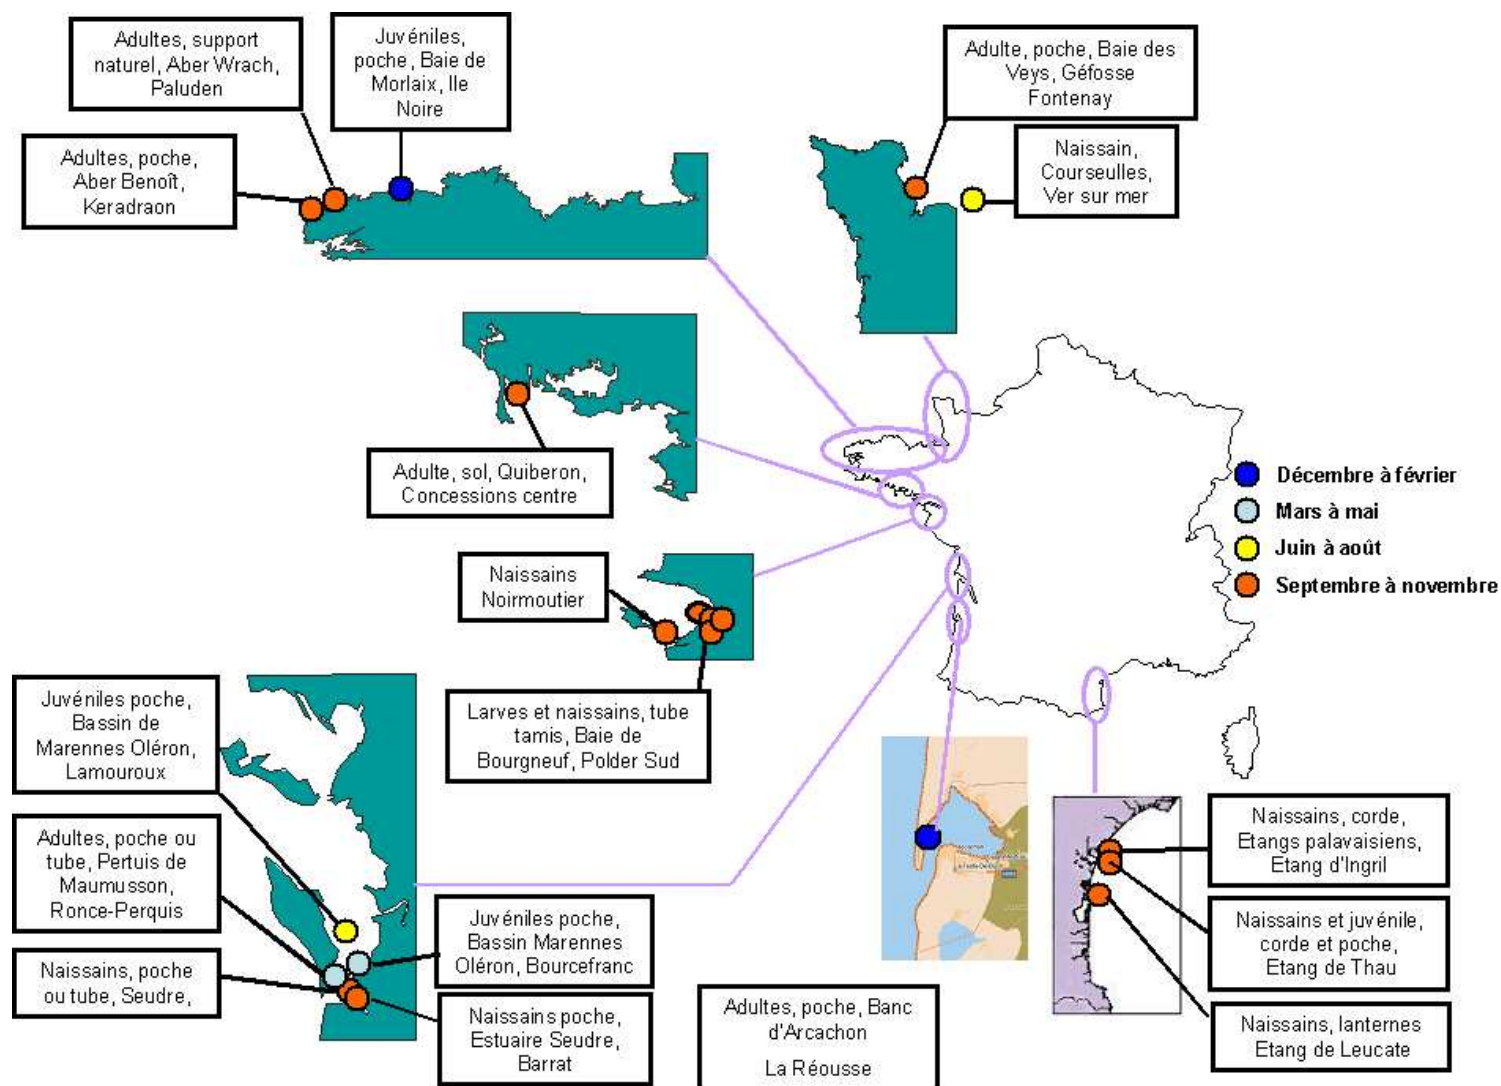 Adultes, support
naturel, Aber Wrach,
Paluden
Juvéniles,
poche, Baie de
Morlaix, Ile
Noire
Adulte, poche, Baie des
Veys, Géfosse
Fontenay
Adultes, poche,
Aber Benoît,
Keradraon
Naissain,
Courseulles,
Ver sur mer
Adulte, sol, Quiberon,
Concessions centre
Décembre à février
Mars à mai
Juin à août
Septembre à novembre
Naissains
Noirmoutier
Larves et naissains, tube
tamis, Baie de
Bourgneuf, Polder Sud
Juvéniles poche,
Bassin de
Marennes Oléron,
Lamouroux
Adultes, poche ou
tube, Pertuis de
Maumusson,
Ronce-Perquis
Naissains, poche
ou tube, Seudre,
Juvéniles poche,
Bassin Marennes
Oléron, Bourcefranc
Naissains poche,
Estuaire Seudre,
Barrat
Adultes, poche, Banc
d'Arcachon
La Réousse
Naissains, corde,
Etangs palavaisiens,
Etang d'Ingril
Naissains et juvénile,
corde et poche,
Etang de Thau
Naissains, lanternes
Etang de Leucate